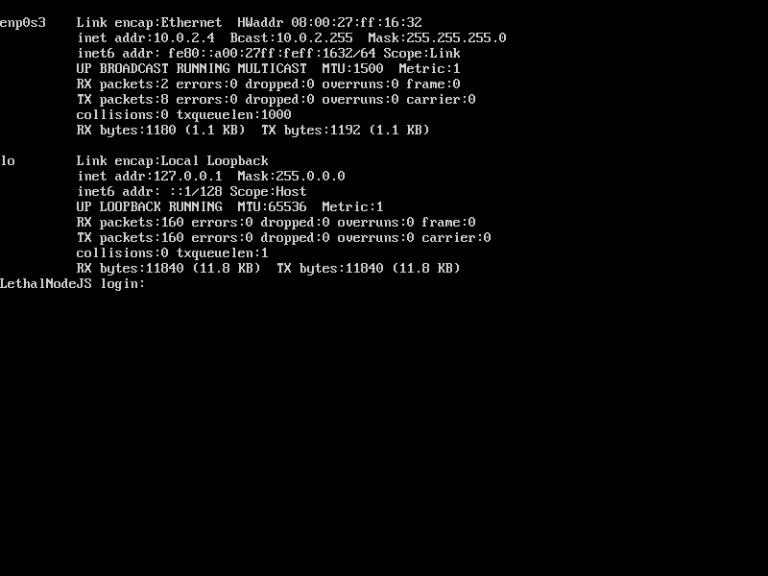 enp0s3 Link encap:Ethernet HWaddr 08:00:27:ff:16:32
inet addr:10.0.2.4 Bcast:10.0.2.255 Mask:255.255.255.0
inet6 addr: fe80::a00:27ff:feff:1632/64 Scope:Link
UP BROADCAST RUNNING MULTICAST MTU:1500 Metric:1
RX packets:2 errors:0 dropped:0 overruns:0 frame:0
TX packets:8 errors:0 dropped:0 overruns:0 carrier:0
collisions:0 txqueuelen:1000
RX bytes:1180 (1.1 KB) TX bytes:1192 (1.1 KB)
lo Link encap:Local Loopback
inet addr:127.0.0.1 Mask:255.0.0.0
inet6 addr: ::1/128 Scope:Host
UP LOOPBACK RUNNING MTU:65536 Metric:1
RX packets:160 errors:0 dropped:0 overruns:0 frame:0
TX packets:160 errors:0 dropped:0 overruns:0 carrier:0
collisions:0 txqueuelen:1
RX bytes:11840 (11.8 KB) TX bytes:11840 (11.8 KB)
LethalNodeJS login: